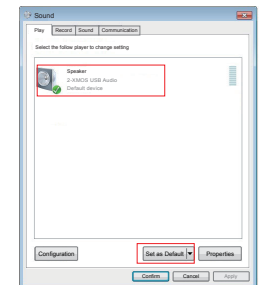 Sound
Play Record Sound Communication
Select the follow player to change setting
Speaker
2-XMOS USB Audio
Default device
Configuration Set as Default Properties
Confirm Cancel Apply